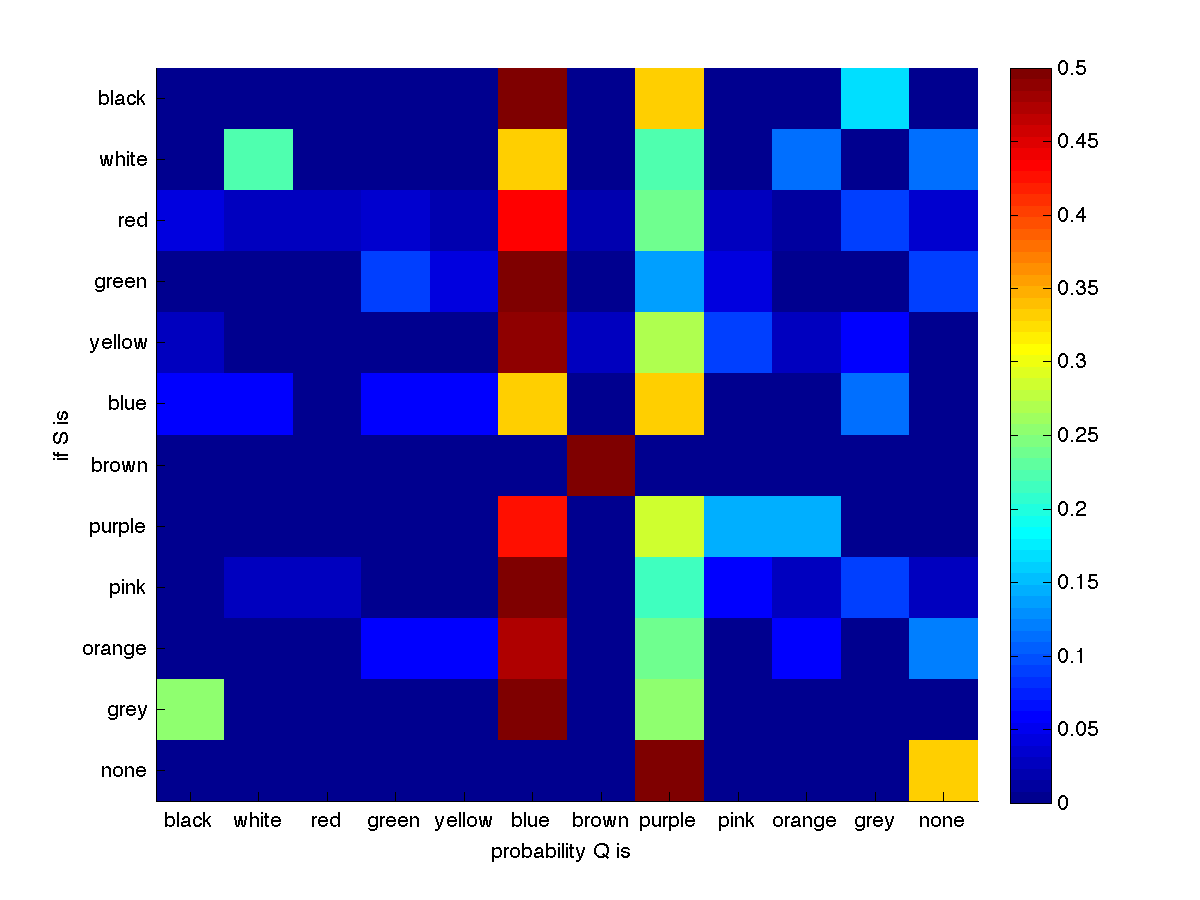 black
white
red
green
yellow
blue
brown
purple
pink
orange
grey
none
if S is
black white red green yellow blue brown purple pink orange grey none
probability Q is
0.5
0.45
0.4
0.35
0.3
0.25
0.2
0.15
0.1
0.05
0